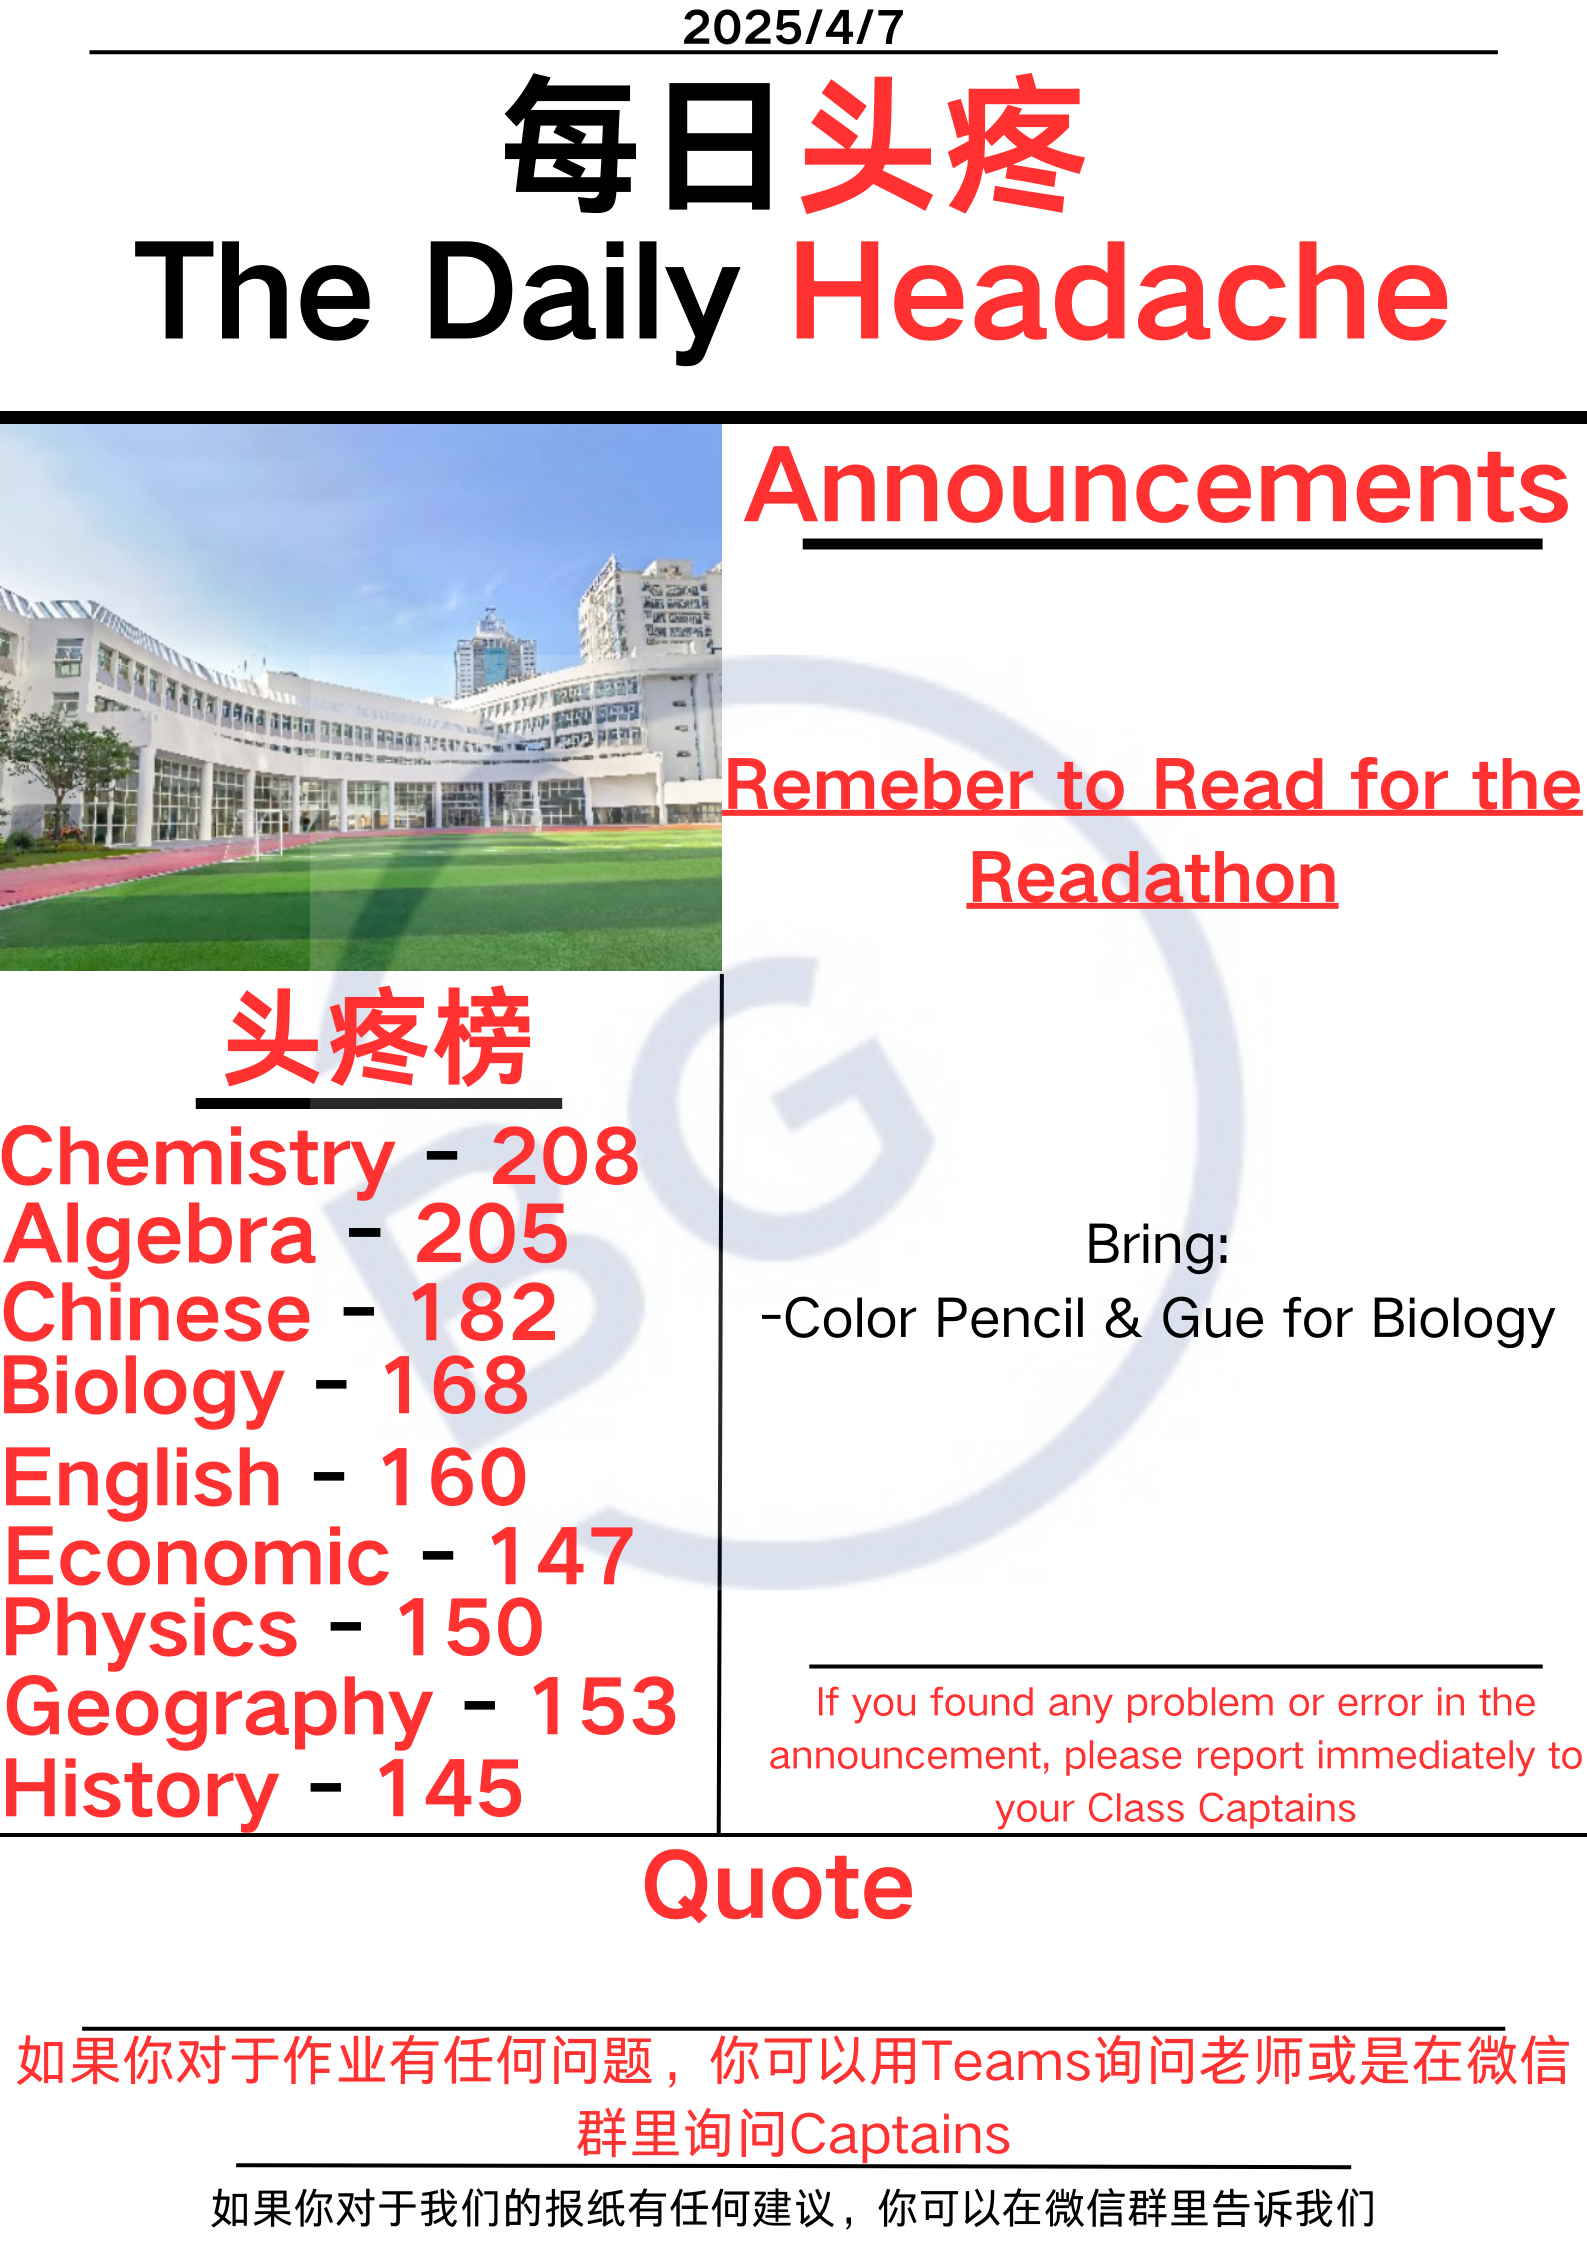 2025/4/7
每日头疼
The Daily Headache
Announcements
Remeber to Read for the
Readathon
头疼榜
Chemistry - 208
Algebra - 205
Chinese - 182
Biology - 168
English - 160
Economic - 147
Physics - 150
Geography - 153
History - 145
Bring:
-Color Pencil & Gue for Biology
If you found any problem or error in the
announcement, please report immediately to
your Class Captains
BG
Quote
如果你对于作业有任何问题，你可以用Teams询问老师或是在微信
群里询问Captains
如果你对于我们的报纸有任何建议，你可以在微信群里告诉我们